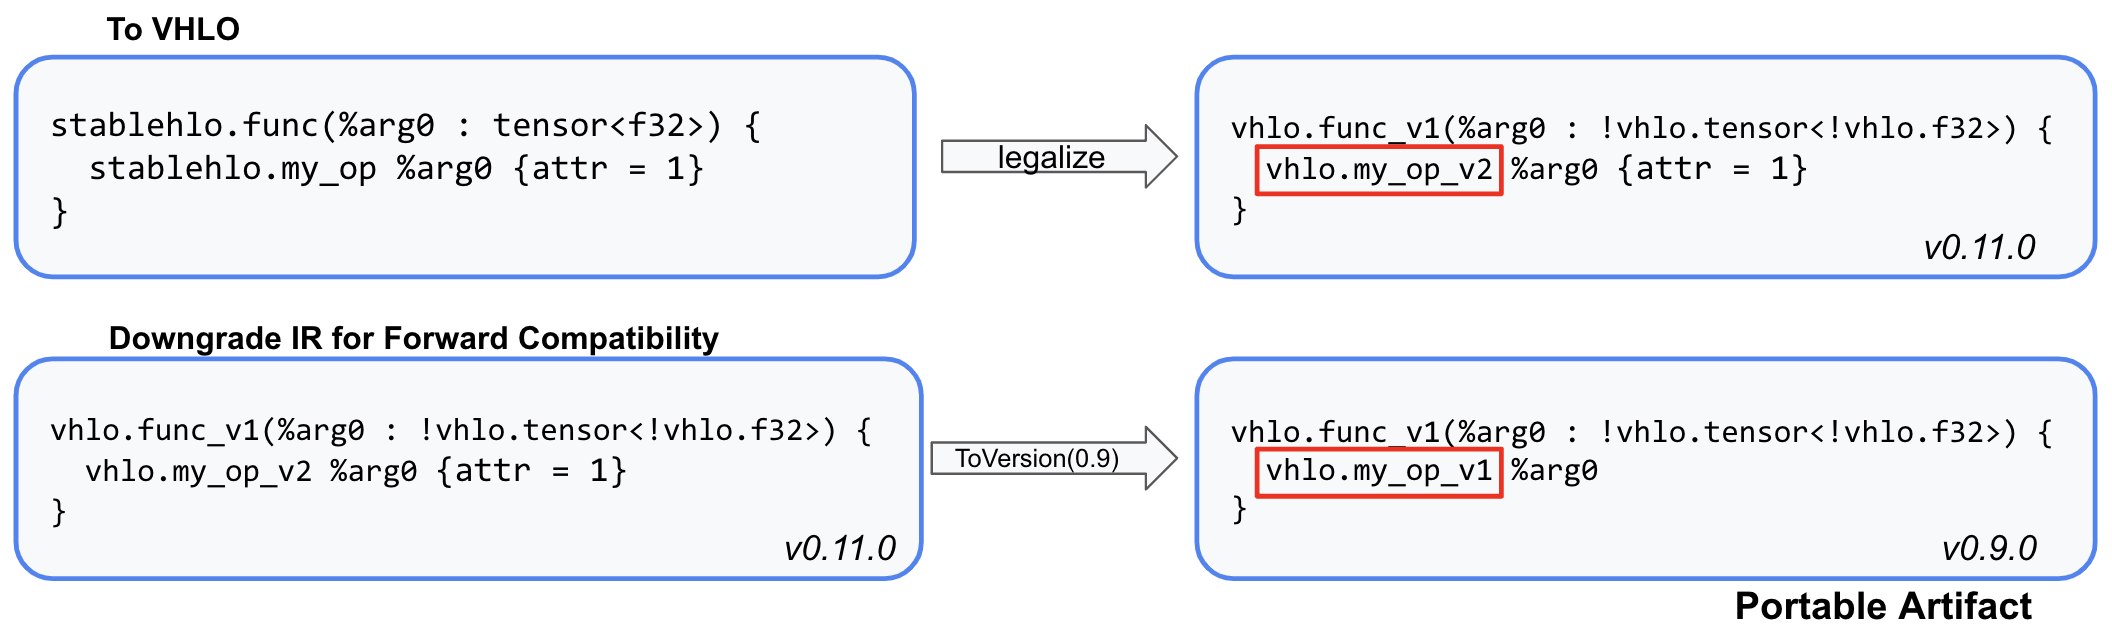 To VHLO
stablehlo.func(%arg0 : tensor<f32>) {
  stablehlo.my_op %arg0 {attr = 1}
}
legalize
vhlo.func_v1(%arg0 : !vhlo.tensor<!vhlo.f32>) {
  vhlo.my_op_v2 %arg0 {attr = 1}
}
v0.11.0
Downgrade IR for Forward Compatibility
vhlo.func_v1(%arg0 : !vhlo.tensor<!vhlo.f32>) {
  vhlo.my_op_v2 %arg0 {attr = 1}
}
v0.11.0
ToVersion(0.9)
vhlo.func_v1(%arg0 : !vhlo.tensor<!vhlo.f32>) {
  vhlo.my_op_v1 %arg0
}
v0.9.0
Portable Artifact